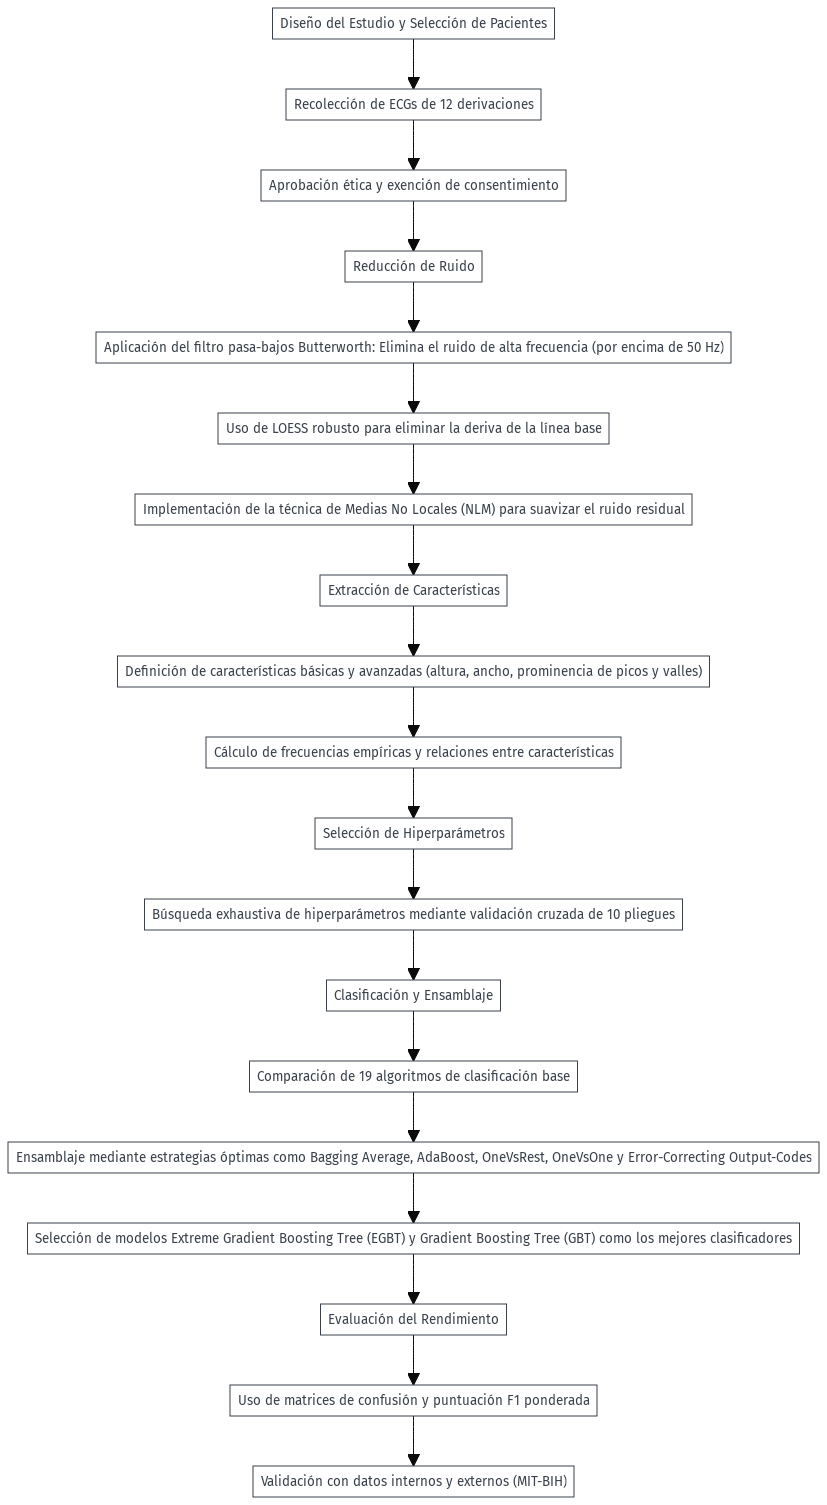 Diseño del Estudio y Selección de Pacientes
Recolección de ECGs de 12 derivaciones
Aprobación ética y exención de consentimiento
Reducción de Ruido
Aplicación del filtro pasa-bajos Butterworth: Elimina el ruido de alta frecuencia (por encima de 50 Hz)
Uso de LOESS robusto para eliminar la deriva de la línea base
Implementación de la técnica de Medias No Locales (NLM) para suavizar el ruido residual
Extracción de Características
Definición de características básicas y avanzadas (altura, ancho, prominencia de picos y valles)
Cálculo de frecuencias empíricas y relaciones entre características
Selección de Hiperparámetros
Búsqueda exhaustiva de hiperparámetros mediante validación cruzada de 10 pliegues
Clasificación y Ensamblaje
Comparación de 19 algoritmos de clasificación base
Ensamblaje mediante estrategias óptimas como Bagging Average, AdaBoost, OneVsRest, OneVsOne y Error-Correcting Output-Codes
Selección de modelos Extreme Gradient Boosting Tree (EGBT) y Gradient Boosting Tree (GBT) como los mejores clasificadores
Evaluación del Rendimiento
Uso de matrices de confusión y puntuación F1 ponderada
Validación con datos internos y externos (MIT-BIH)